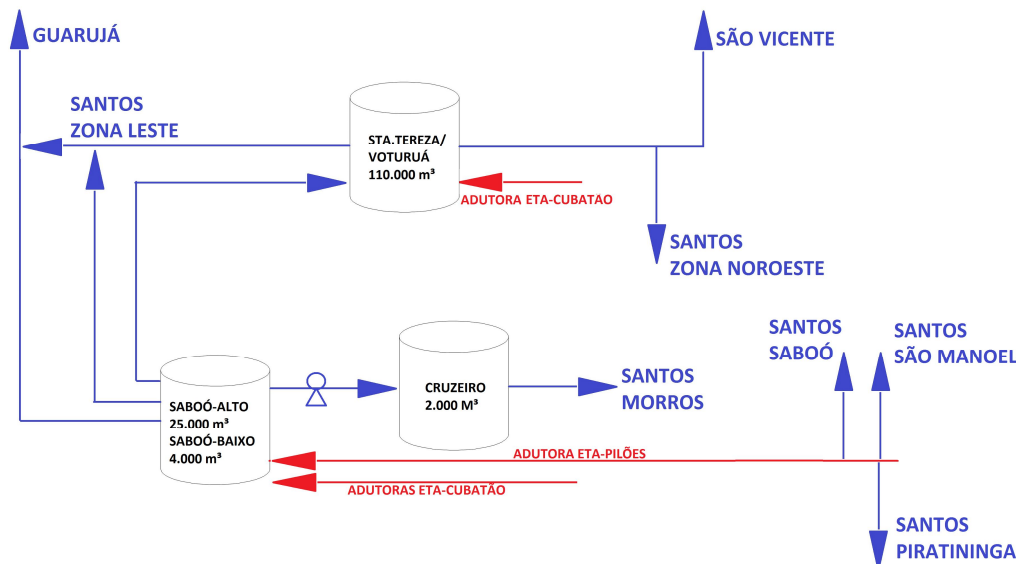 GUARUJÁ
SÃO VICENTE
SANTOS
ZONA LESTE
STA.TEREZA/
VOTURUÁ
110.000 m³
ADUTORA ETA-CUBATAO
SANTOS
ZONA NOROESTE
SANTOS
SABOÓ
SANTOS
SÃO MANOEL
CRUZEIRO
2.000 M³
SANTOS
MORROS
SABOÓ-ALTO
25.000 m³
SABOÓ-BAIXO
4.000 m³
ADUTORA ETA-PILÕES
ADUTORAS ETA-CUBATÃO
SANTOS
PIRATININGA